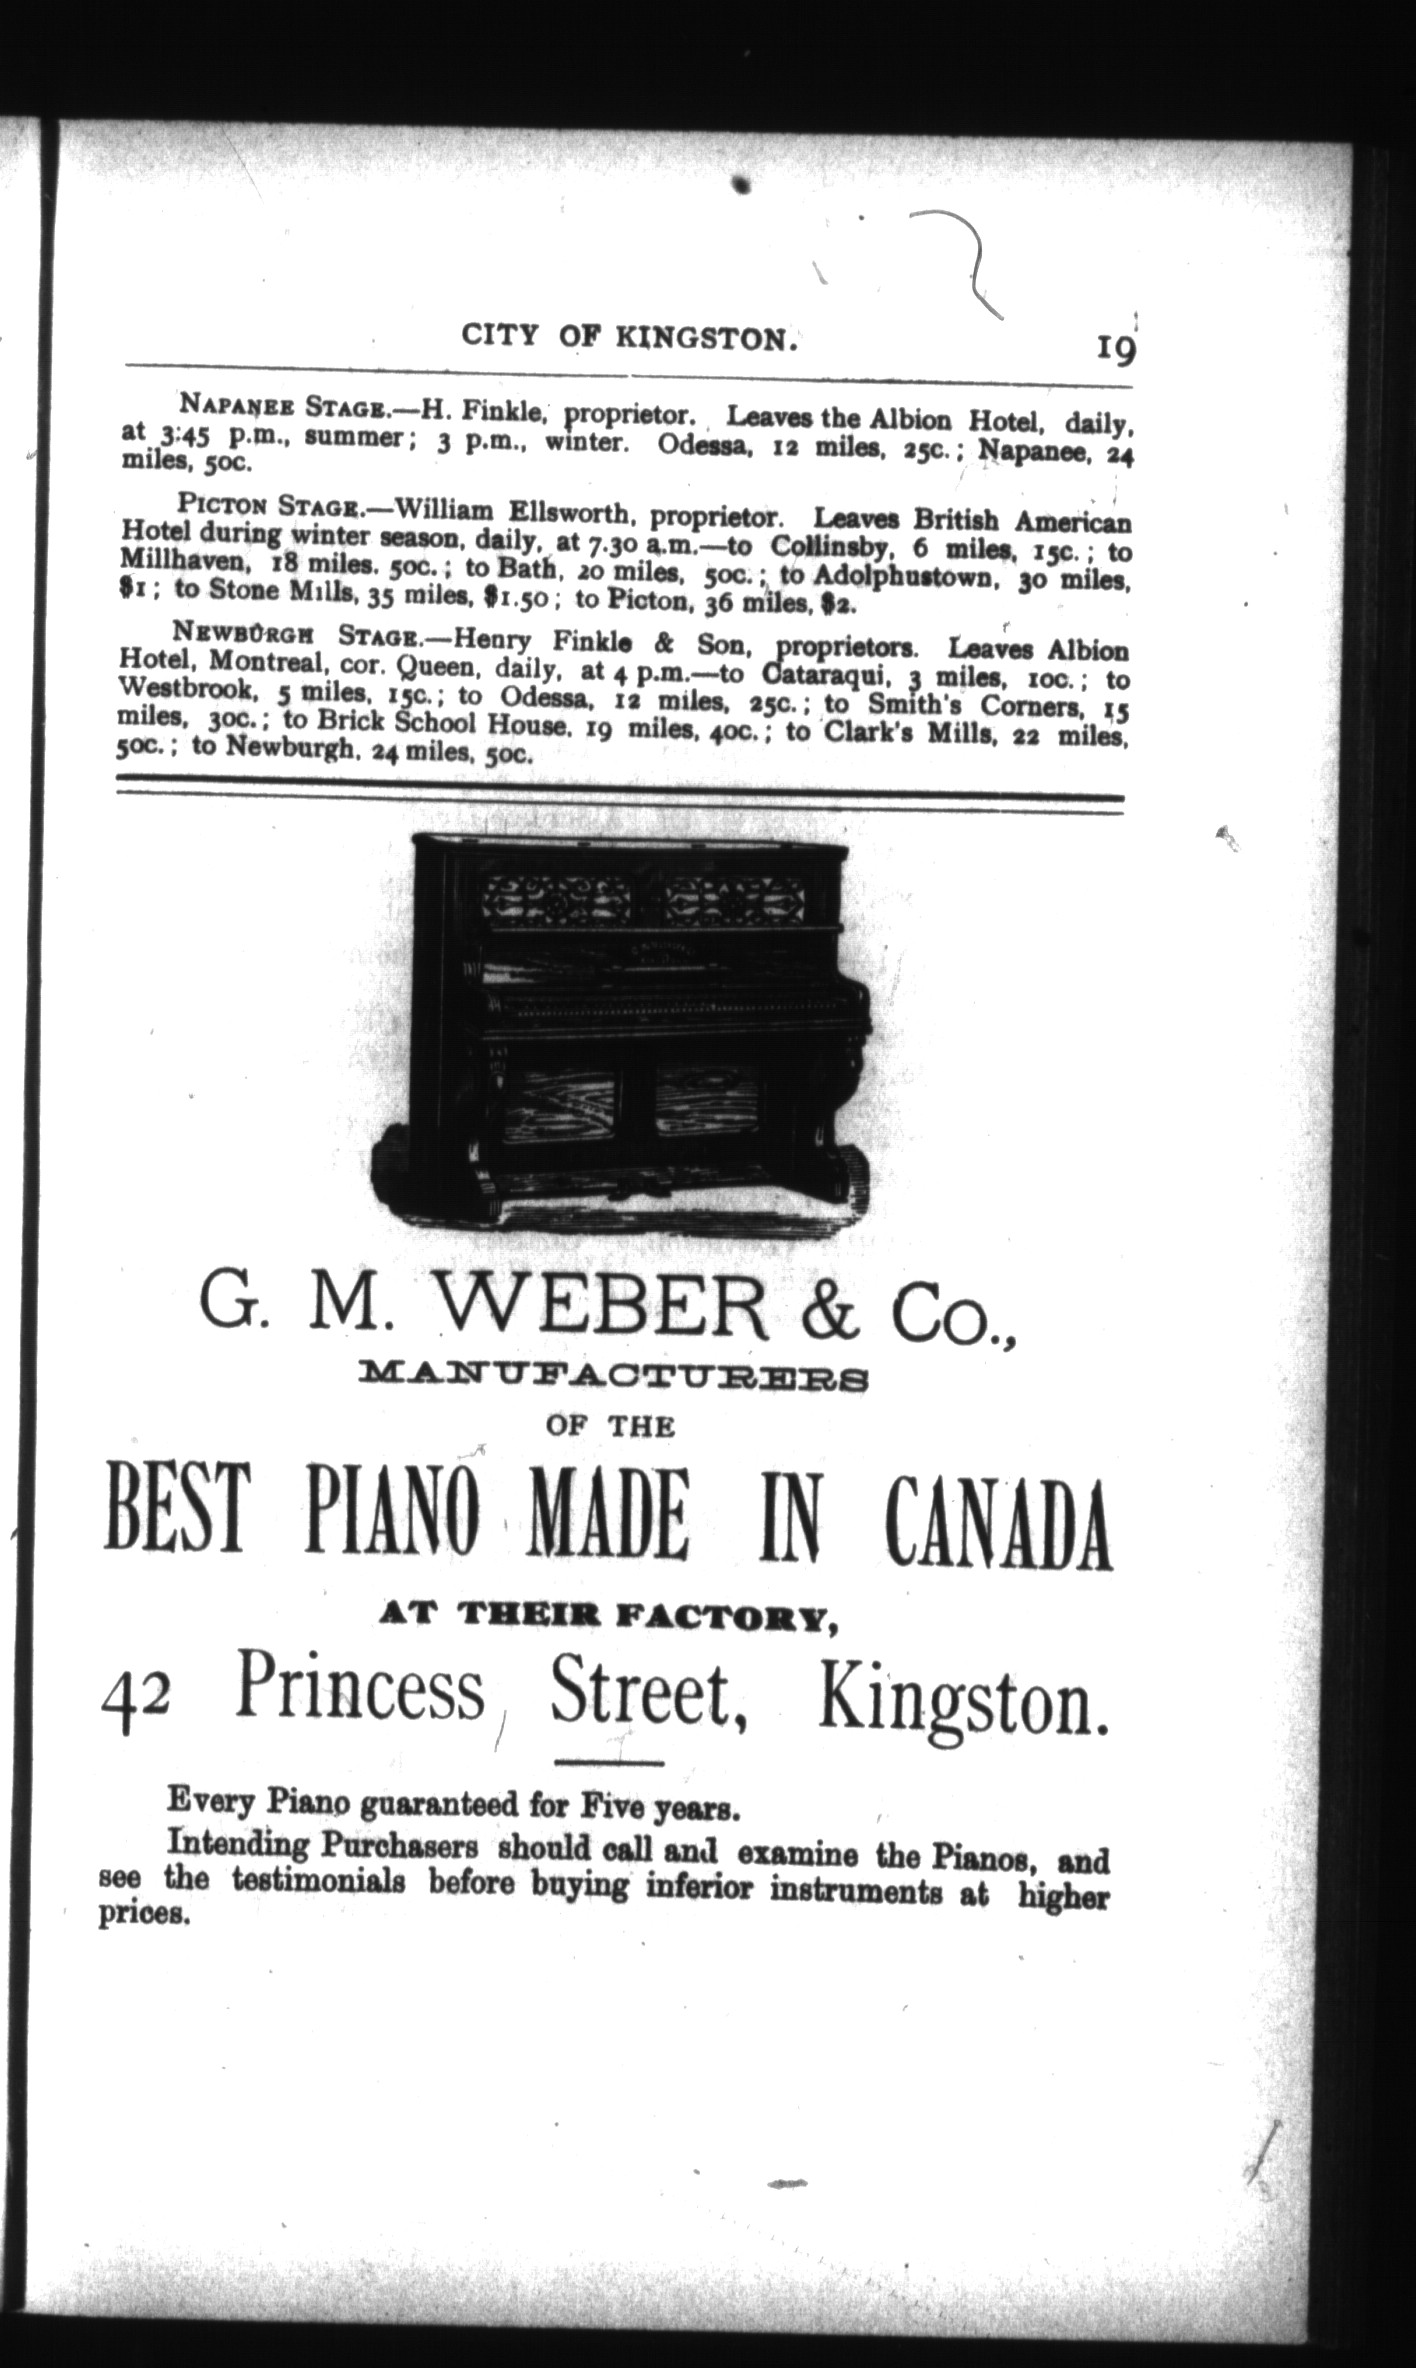 CITY OF KINGSTON.
19
NAPANEE STAGE.—H. Finkle, proprietor. Leaves the Albion Hotel, daily,
at 3:45 p.m., summer; 3 p.m., winter. Odessa, 12 miles, 25c.; Napanee, 24
miles, 50c.
PICTON STAGE.—William Ellsworth, proprietor. Leaves British American
Hotel during winter season, daily, at 7.30 a.m.—to Collinsby, 6 miles, 15c.; to
Millhaven, 18 miles. 50c.; to Bath, 20 miles, 50c.; to Adolphustown, 30 miles,
$1; to Stone Mills, 35 miles, $1.50; to Picton, 36 miles, $2.
NEWBURGH STAGE.—Henry Finkle & Son, proprietors. Leaves Albion
Hotel, Montreal, cor. Queen, daily, at 4 p.m.—to Cataraqui, 3 miles, 10c.; to
Westbrook, 5 miles, 15c.; to Odessa, 12 miles, 25c.; to Smith's Corners, 15
miles, 30c.; to Brick School House, 19 miles, 40c.; to Clark's Mills, 22 miles,
50c.; to Newburgh, 24 miles, 50c.
G. M. WEBER & Co.,
MANUFACTURERS
OF THE
BEST PIANO MADE IN CANADA
AT THEIR FACTORY,
42 Princess Street, Kingston.
Every Piano guaranteed for Five years.
Intending Purchasers should call and examine the Pianos, and
see the testimonials before buying inferior instruments at higher
prices.